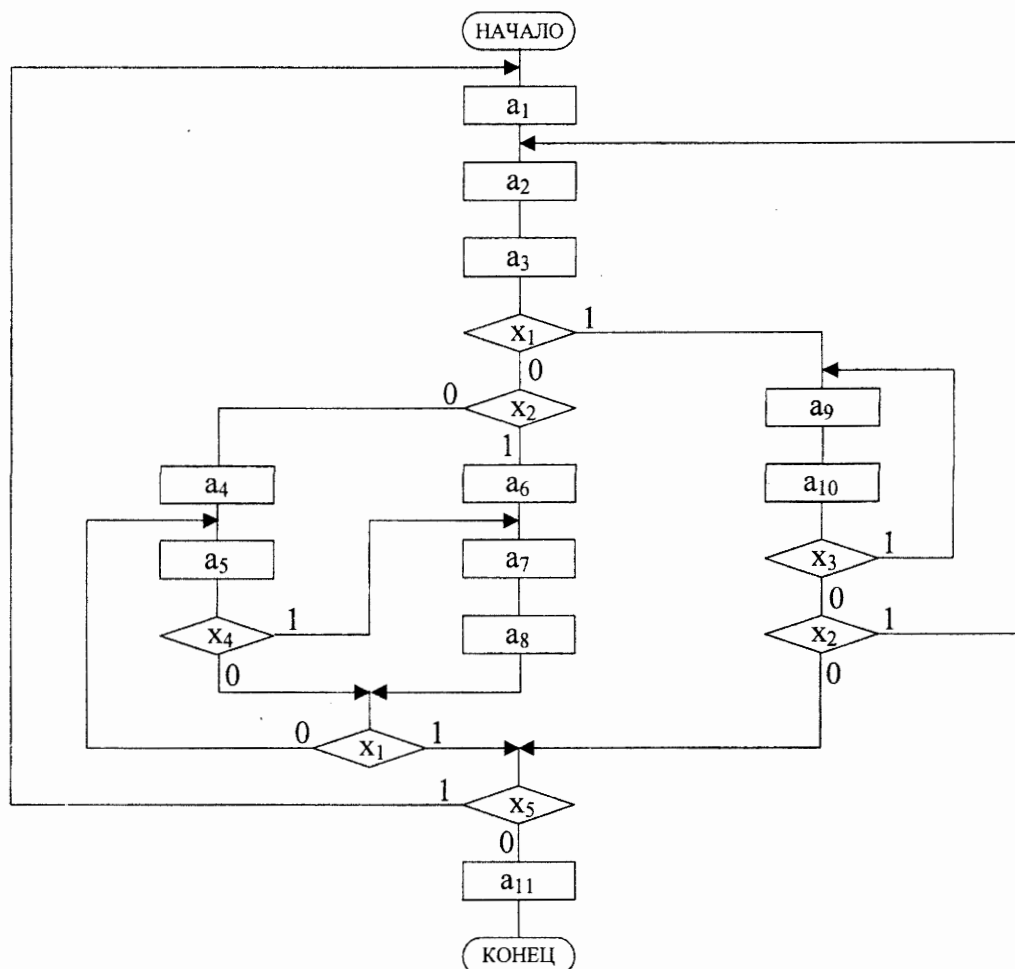 НАЧАЛО
a₁
a₂
a₃
x₁ 1
0
0 x₂
1
a₉
a₄ a₆
a₁₀
a₅ a₇
x₃ 1
0
x₄ 1 a₈ x₂ 1
0 0
0 x₁ 1
1 x₅
0
a₁₁
КОНЕЦ